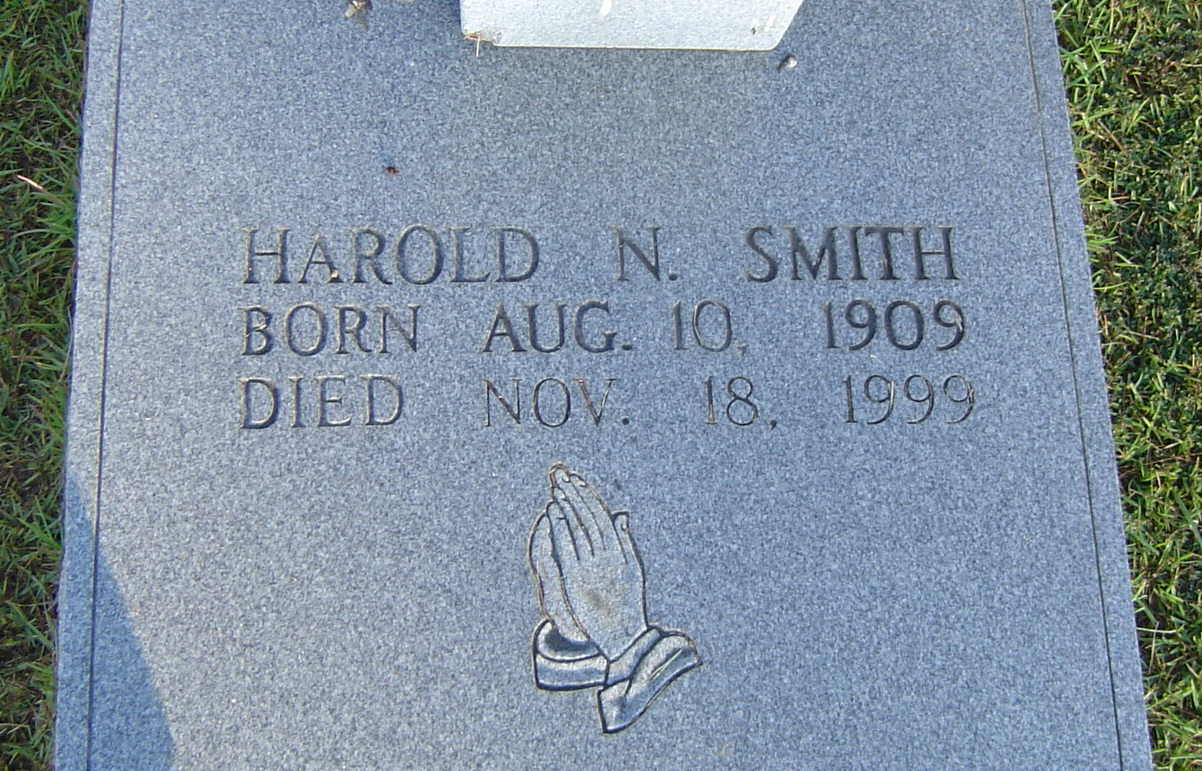 HAROLD N. SMITH
BORN AUG. 10, 1909
DIED NOV. 18, 1999